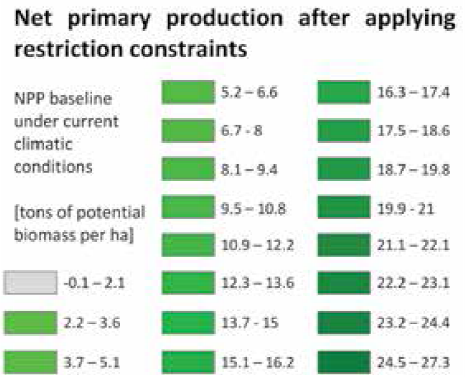 Net primary production after applying
restriction constraints
NPP baseline
under current
climatic
conditions
[tons of potential
biomass per ha]
-0.1 – 2.1
2.2 – 3.6
3.7 – 5.1
5.2 – 6.6
6.7 - 8
8.1 – 9.4
9.5 – 10.8
10.9 – 12.2
12.3 – 13.6
13.7 - 15
15.1 – 16.2
16.3 – 17.4
17.5 – 18.6
18.7 – 19.8
19.9 - 21
21.1 – 22.1
22.2 – 23.1
23.2 – 24.4
24.5 – 27.3